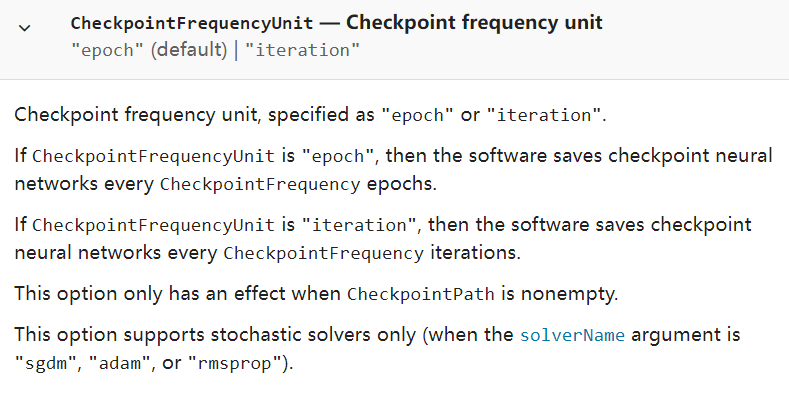 CheckpointFrequencyUnit — Checkpoint frequency unit
"epoch" (default) | "iteration"
Checkpoint frequency unit, specified as "epoch" or "iteration".
If CheckpointFrequencyUnit is "epoch", then the software saves checkpoint neural
networks every CheckpointFrequency epochs.
If CheckpointFrequencyUnit is "iteration", then the software saves checkpoint
neural networks every CheckpointFrequency iterations.
This option only has an effect when CheckpointPath is nonempty.
This option supports stochastic solvers only (when the solverName argument is
"sgdm", "adam", or "rmsprop").